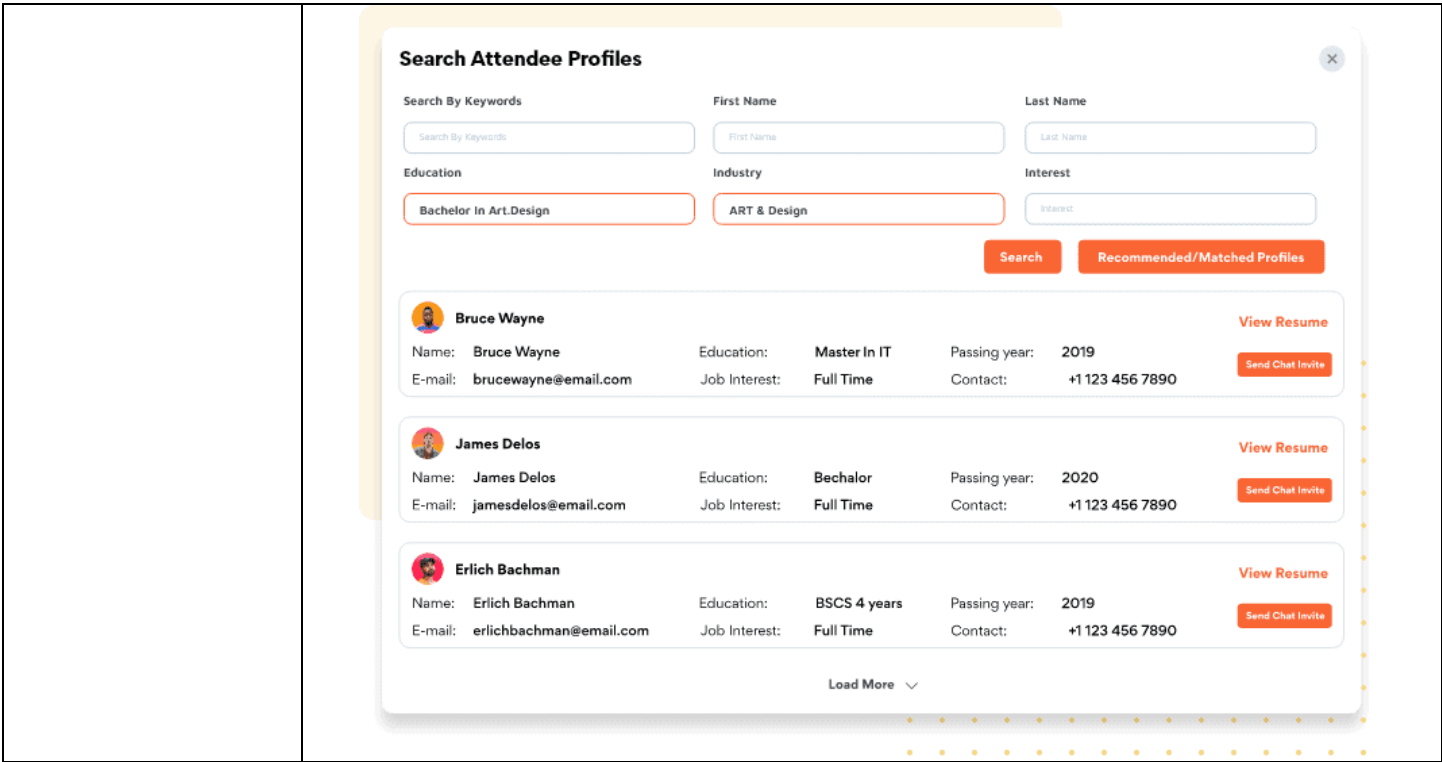 Search Attendee Profiles
Search By Keywords First Name Last Name
Search By Keywords First Name Last Name
Education Industry Interest
Bachelor In Art.Design ART & Design Interest
Search Recommended/Matched Profiles
Bruce Wayne View Resume
Name: Bruce Wayne Education: Master In IT Passing year: 2019
Send Chat Invite
E-mail: brucewayne@email.com Job Interest: Full Time Contact: +1 123 456 7890
James Delos View Resume
Name: James Delos Education: Bechalor Passing year: 2020
Send Chat Invite
E-mail: jamesdelos@email.com Job Interest: Full Time Contact: +1 123 456 7890
Erlich Bachman View Resume
Name: Erlich Bachman Education: BSCS 4 years Passing year: 2019
Send Chat Invite
E-mail: erlichbachman@email.com Job Interest: Full Time Contact: +1 123 456 7890
Load More